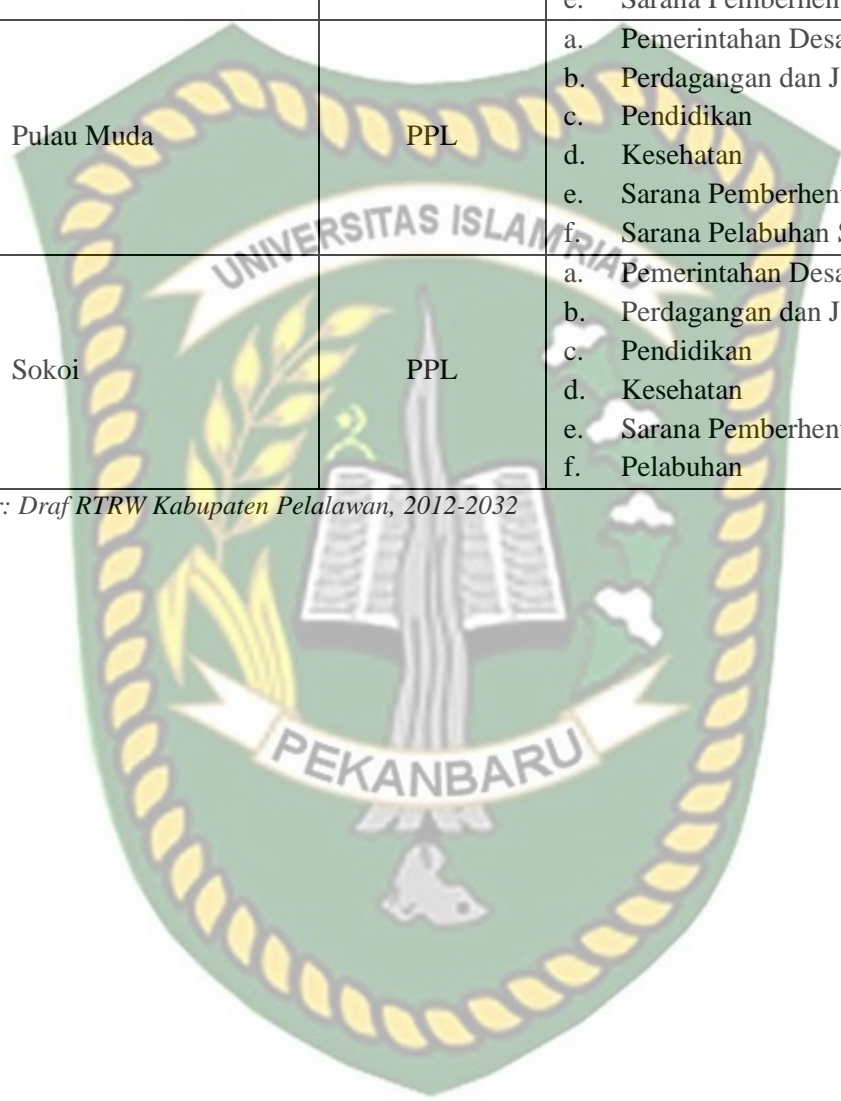 e. Sarana Pemberhen
Pulau Muda
PPL
a. Pemerintahan Desa
b. Perdagangan dan J
c. Pendidikan
d. Kesehatan
e. Sarana Pemberhen
f. Sarana Pelabuhan S
Sokoi
PPL
a. Pemerintahan Desa
b. Perdagangan dan J
c. Pendidikan
d. Kesehatan
e. Sarana Pemberhen
f. Pelabuhan
r: Draf RTRW Kabupaten Pelalawan, 2012-2032
UNIVERSITAS ISLAM RIAU
PEKANBARU